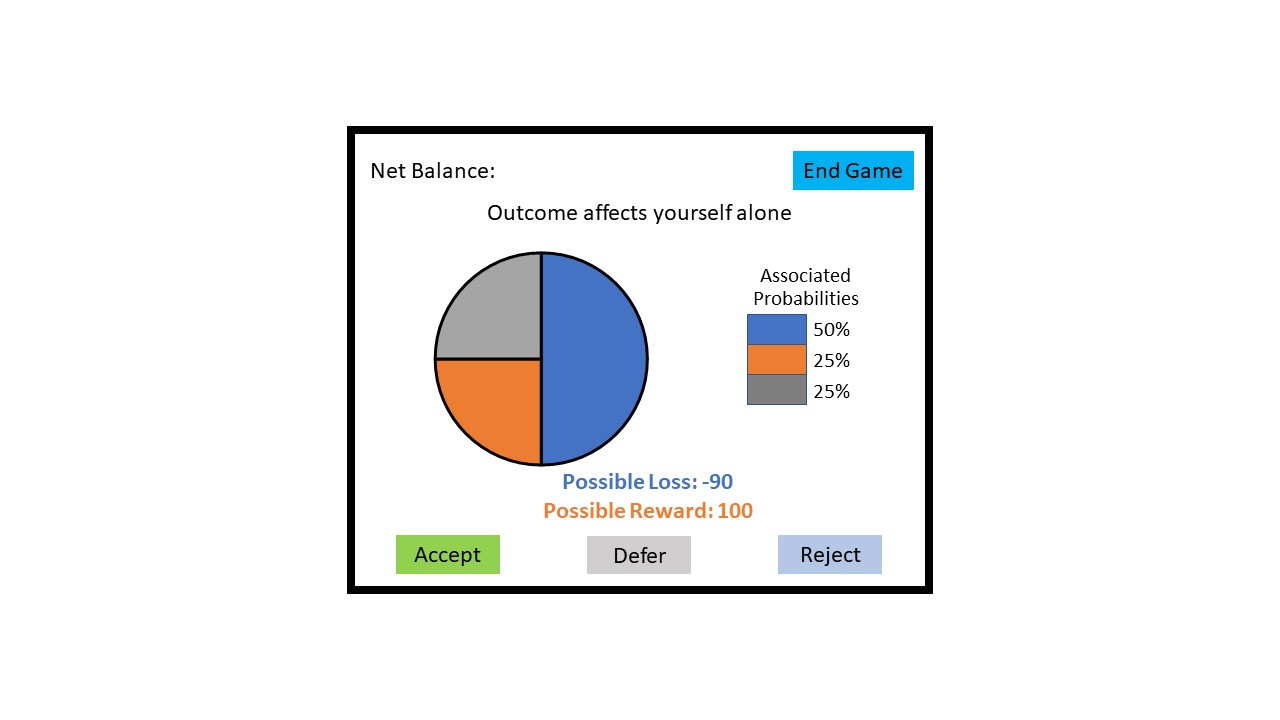 Net Balance:
End Game
Outcome affects yourself alone
Associated
Probabilities
50%
25%
25%
Possible Loss: -90
Possible Reward: 100
Accept
Defer
Reject